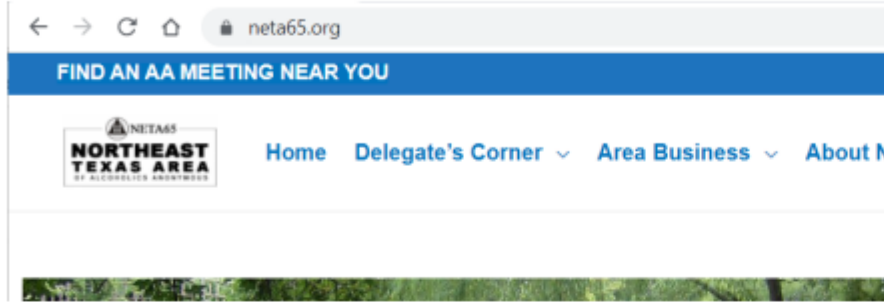 neta65.org
FIND AN AA MEETING NEAR YOU
NETA65
NORTHEAST
TEXAS AREA
OF ALCOHOLICS ANONYMOUS
Home Delegate's Corner Area Business About N